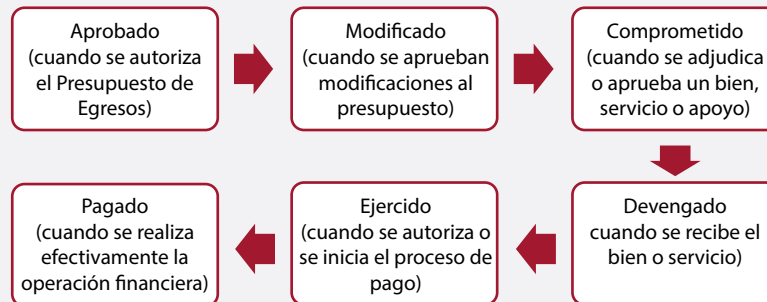 Aprobado
(cuando se autoriza
el Presupuesto de
Egresos)
Modificado
(cuando se aprueban
modificaciones al
presupuesto)
Comprometido
(cuando se adjudica
o aprueba un bien,
servicio o apoyo)
Devengado
cuando se recibe el
bien o servicio)
Ejercido
(cuando se autoriza o
se inicia el proceso de
pago)
Pagado
(cuando se realiza
efectivamente la
operación financiera)